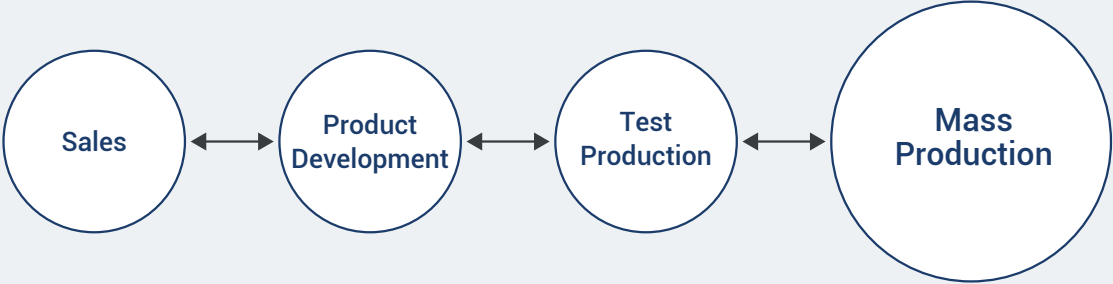 Sales
Product
Development
Test
Production
Mass
Production